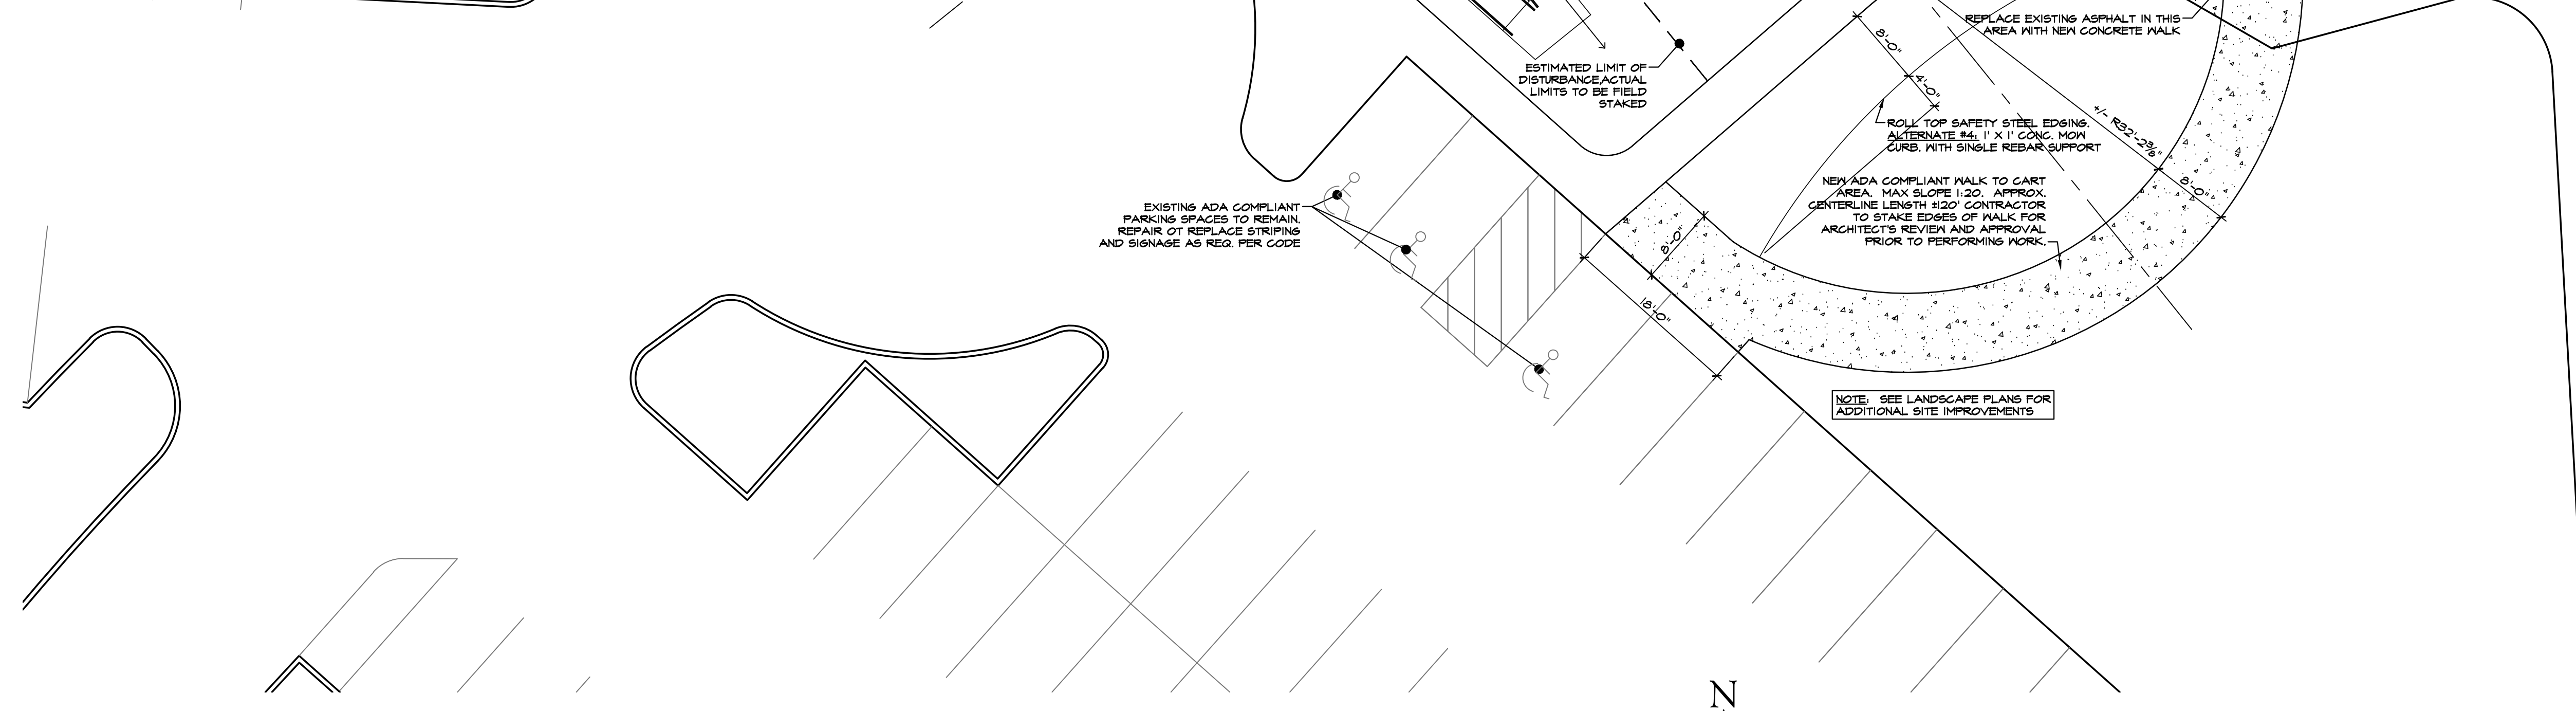 REPLACE EXISTING ASPHALT IN THIS
AREA WITH NEW CONCRETE WALK
8'-0"
ESTIMATED LIMIT OF
DISTURBANCE,ACTUAL
LIMITS TO BE FIELD
STAKED
4'-0"
ROLL TOP SAFETY STEEL EDGING.
ALTERNATE #4: 1' X 1' CONC. MOW
CURB. WITH SINGLE REBAR SUPPORT
+/- R32'-2⅜"
8'-0"
NEW ADA COMPLIANT WALK TO CART
AREA. MAX SLOPE 1:20. APPROX.
CENTERLINE LENGTH ±120' CONTRACTOR
TO STAKE EDGES OF WALK FOR
ARCHITECT'S REVIEW AND APPROVAL
PRIOR TO PERFORMING WORK.
EXISTING ADA COMPLIANT
PARKING SPACES TO REMAIN.
REPAIR OT REPLACE STRIPING
AND SIGNAGE AS REQ. PER CODE
8'-0"
18'-0"
NOTE: SEE LANDSCAPE PLANS FOR
ADDITIONAL SITE IMPROVEMENTS
N